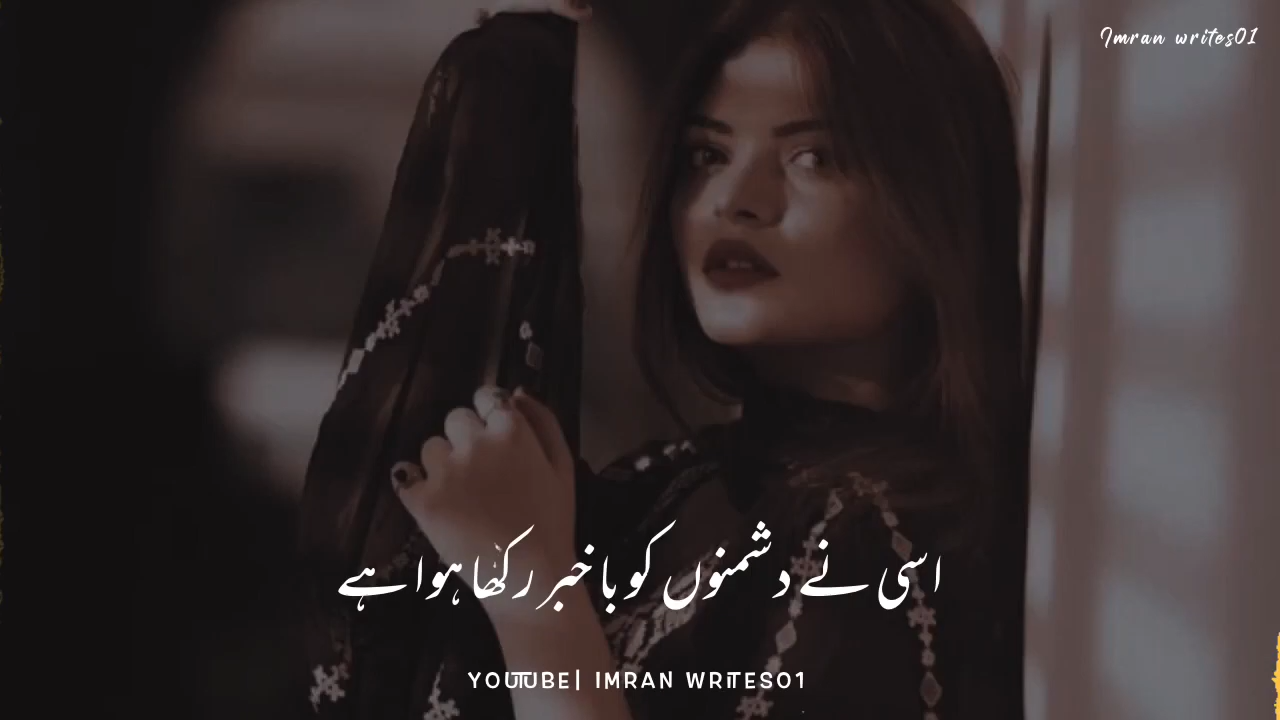 Imran writes01
اسی نے دشمنوں کو باخبر رکھا ہوا ہے
YOUTUBE| IMRAN WRITES01